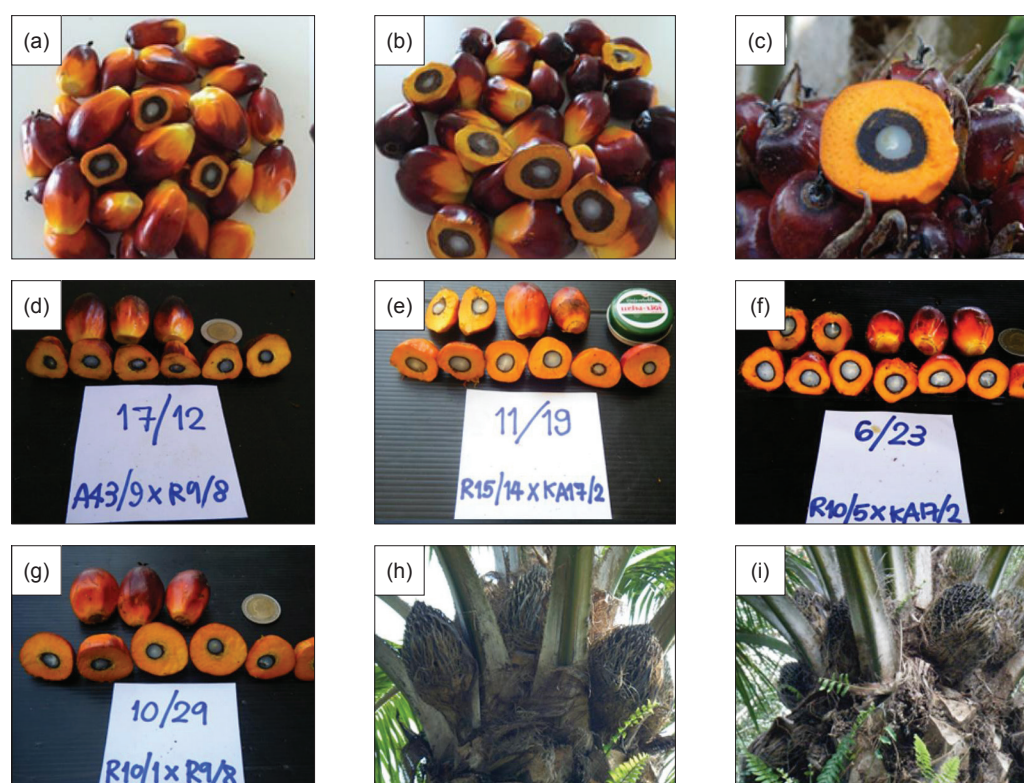 (a)
(b)
(c)
(d)
17/12
A43/9 x R9/8
(e)
11/19
R15/14 x KA17/2
(f)
6/23
R10/5 x KA17/2
(g)
10/29
R10/1 x R9/8
(h)
(i)